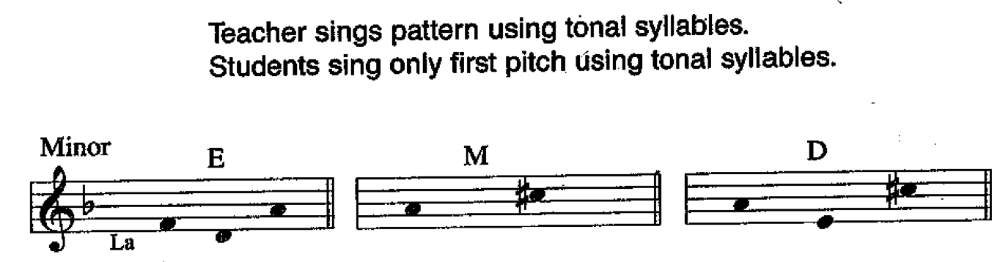 Teacher sings pattern using tonal syllables.
Students sing only first pitch using tonal syllables.
Minor E M D
La